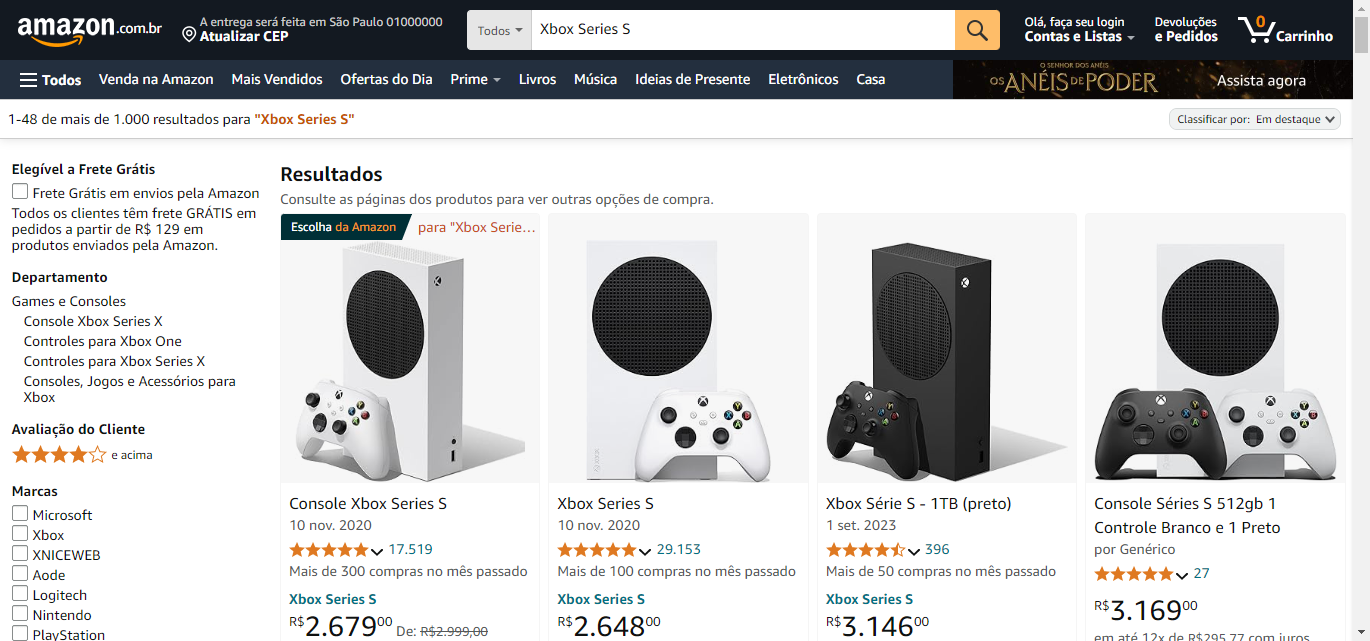 amazon.com.br
A entrega será feita em São Paulo 01000000
Atualizar CEP
Todos
Xbox Series S
Olá, faça seu login
Contas e Listas
Devoluções
e Pedidos
0
Carrinho
Todos
Venda na Amazon
Mais Vendidos
Ofertas do Dia
Prime
Livros
Música
Ideias de Presente
Eletrônicos
Casa
O SENHOR DOS ANÉIS
OS ANÉIS DE PODER
Assista agora
1-48 de mais de 1.000 resultados para "Xbox Series S"
Classificar por: Em destaque
Elegível a Frete Grátis
Frete Grátis em envios pela Amazon
Todos os clientes têm frete GRÁTIS em
pedidos a partir de R$ 129 em
produtos enviados pela Amazon.
Departamento
Games e Consoles
Console Xbox Series X
Controles para Xbox One
Controles para Xbox Series X
Consoles, Jogos e Acessórios para
Xbox
Avaliação do Cliente
e acima
Marcas
Microsoft
Xbox
XNICEWEB
Aode
Logitech
Nintendo
PlayStation
Resultados
Consulte as páginas dos produtos para ver outras opções de compra.
Escolha da Amazon
para "Xbox Serie...
Console Xbox Series S
10 nov. 2020
17.519
Mais de 300 compras no mês passado
Xbox Series S
R$2.67900 De: R$2.999,00
Xbox Series S
10 nov. 2020
29.153
Mais de 100 compras no mês passado
Xbox Series S
R$2.64800
Xbox Série S - 1TB (preto)
1 set. 2023
396
Mais de 50 compras no mês passado
Xbox Series S
R$3.14600
Console Séries S 512gb 1
Controle Branco e 1 Preto
por Genérico
27
R$3.16900
em até 12x de R$295,77 com juros